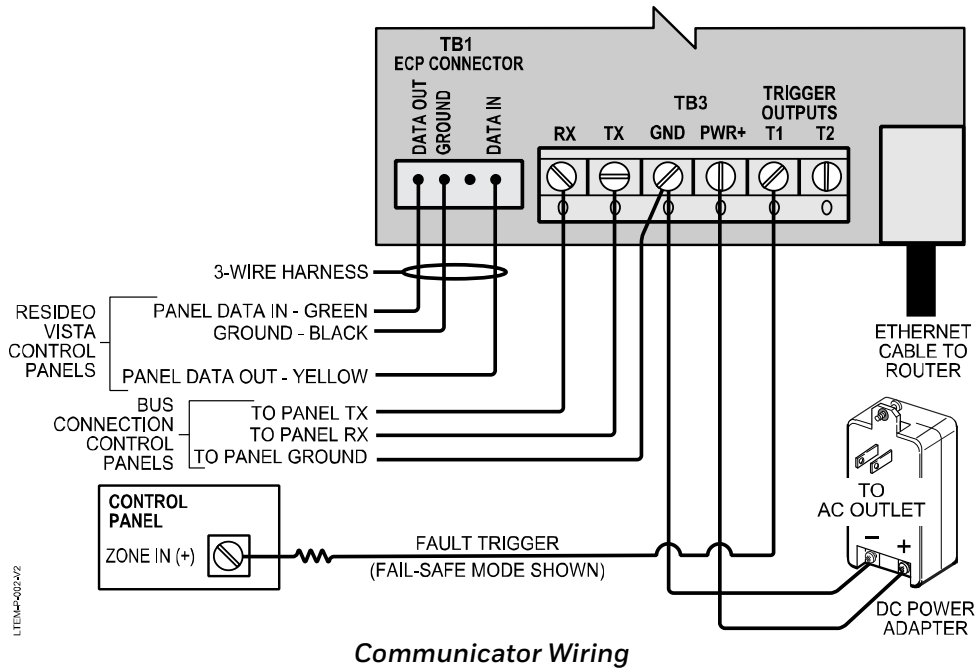 TB1
ECP CONNECTOR
DATA OUT
GROUND
DATA IN
TB3
TRIGGER
OUTPUTS
RX TX GND PWR+ T1 T2
3-WIRE HARNESS
RESIDEO
VISTA
CONTROL
PANELS
PANEL DATA IN - GREEN
GROUND - BLACK
PANEL DATA OUT - YELLOW
BUS
CONNECTION
CONTROL
PANELS
TO PANEL TX
TO PANEL RX
TO PANEL GROUND
ETHERNET
CABLE TO
ROUTER
CONTROL
PANEL
ZONE IN (+)
FAULT TRIGGER
(FAIL-SAFE MODE SHOWN)
TO
AC OUTLET
– +
DC POWER
ADAPTER
LTEM-P-002-V2
Communicator Wiring